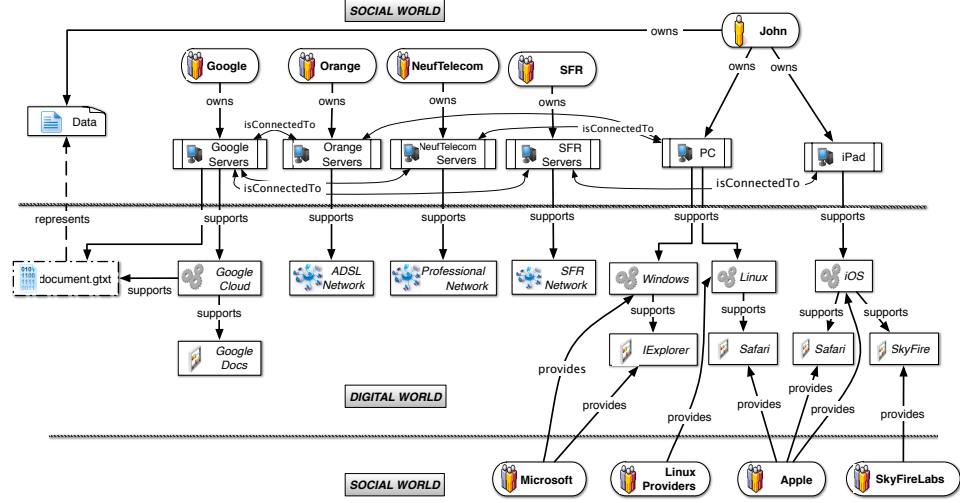 SOCIAL WORLD
owns
John
Google
Orange
NeufTelecom
SFR
owns
owns
owns
owns
owns
owns
Data
isConnectedTo
isConnectedTo
Google
Servers
Orange
Servers
NeufTelecom
Servers
SFR
Servers
PC
iPad
isConnectedTo
isConnectedTo
represents
supports
supports
supports
supports
supports
supports
010
1100
1011
document.gtxt
supports
Google
Cloud
ADSL
Network
Professional
Network
SFR
Network
Windows
Linux
iOS
supports
supports
supports
supports
supports
Google
Docs
IExplorer
Safari
Safari
SkyFire
provides
provides
DIGITAL WORLD
provides
provides
provides
provides
provides
SOCIAL WORLD
Microsoft
Linux
Providers
Apple
SkyFireLabs